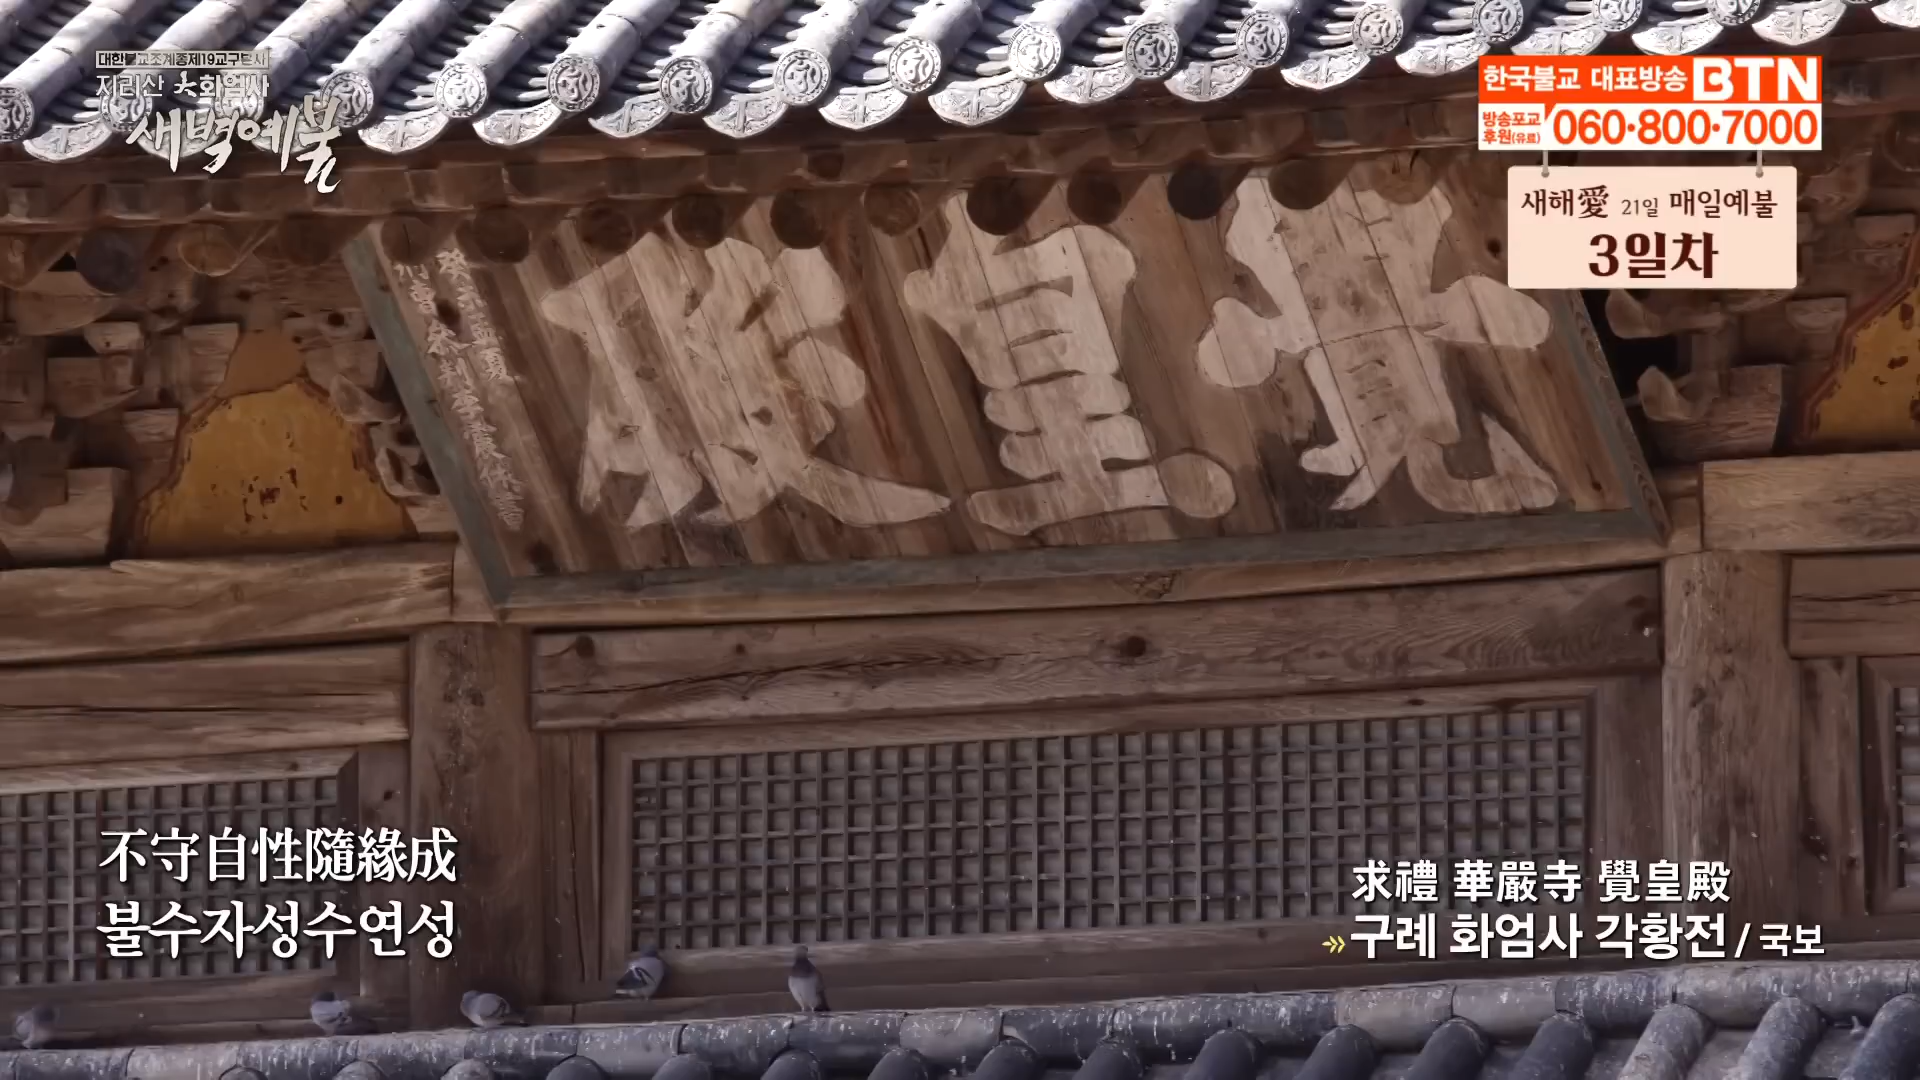 대한불교조계종제19교구본사
지리산 大화엄사
새벽예불
한국불교 대표방송 BTN
방송포교
후원(유료)
060·800·7000
새해愛 21일 매일예불
3일차
覺皇殿
不守自性隨緣成
불수자성수연성
求禮 華嚴寺 覺皇殿
구례 화엄사 각황전 / 국보